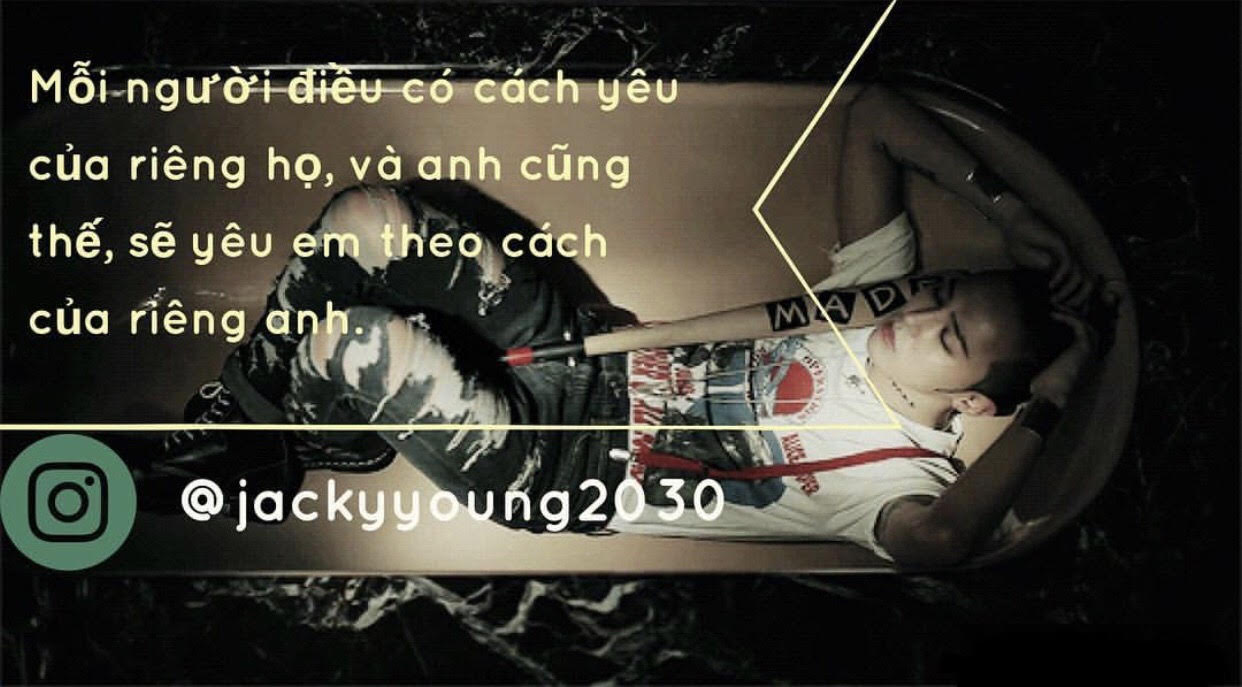 Mỗi người điều có cách yêu
của riêng họ, và anh cũng
thế, sẽ yêu em theo cách
của riêng anh.
MADE
@jackyyoung2030